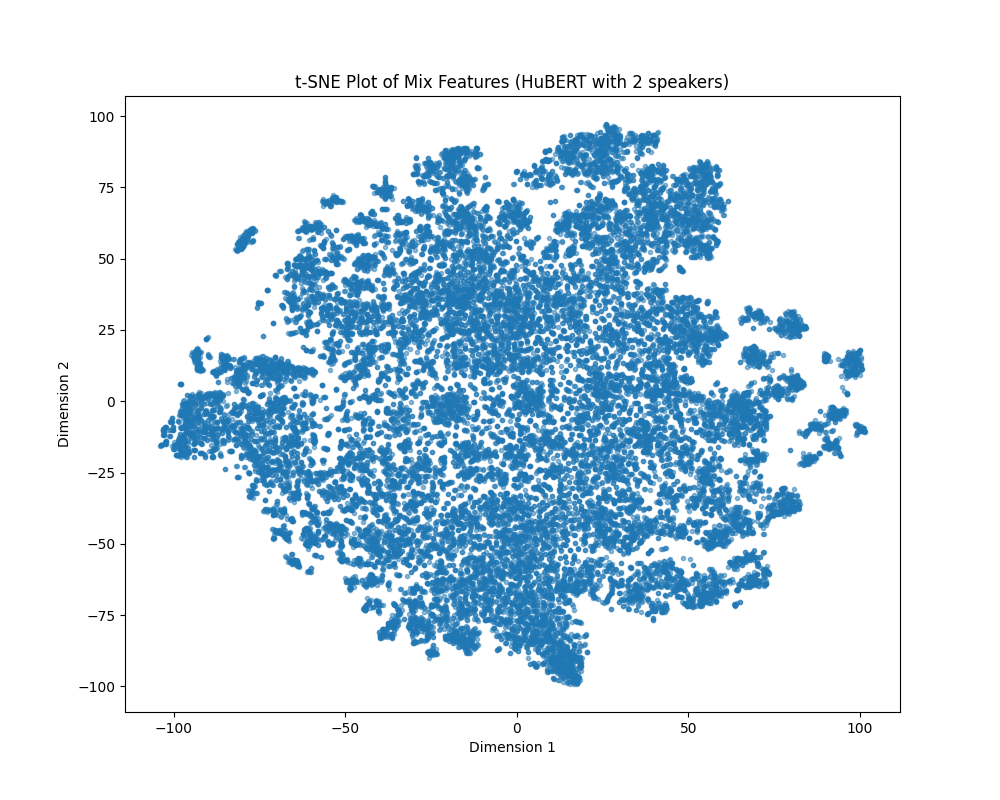 t-SNE Plot of Mix Features (HuBERT with 2 speakers)
100
75
50
25
0
−25
−50
−75
−100
Dimension 2
−100 −50 0 50 100
Dimension 1